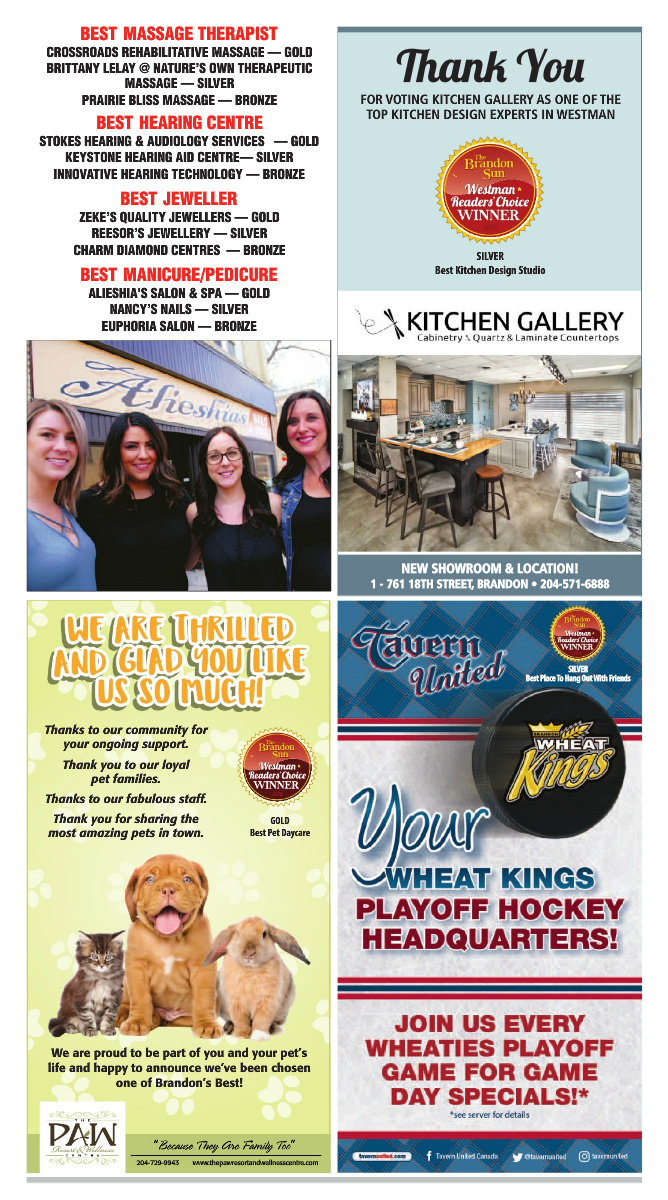 BEST MASSAGE THERAPIST
CROSSROADS REHABILITATIVE MASSAGE — GOLD
BRITTANY LELAY @ NATURE'S OWN THERAPEUTIC
MASSAGE — SILVER
PRAIRIE BLISS MASSAGE — BRONZE
BEST HEARING CENTRE
STOKES HEARING & AUDIOLOGY SERVICES — GOLD
KEYSTONE HEARING AID CENTRE— SILVER
INNOVATIVE HEARING TECHNOLOGY — BRONZE
BEST JEWELLER
ZEKE'S QUALITY JEWELLERS — GOLD
REESOR'S JEWELLERY — SILVER
CHARM DIAMOND CENTRES — BRONZE
BEST MANICURE/PEDICURE
ALIESHIA'S SALON & SPA — GOLD
NANCY'S NAILS — SILVER
EUPHORIA SALON — BRONZE
Alieshias
Thank You
FOR VOTING KITCHEN GALLERY AS ONE OF THE
TOP KITCHEN DESIGN EXPERTS IN WESTMAN
The
Brandon
Sun
Westman
Readers' Choice
WINNER
SILVER
Best Kitchen Design Studio
KITCHEN GALLERY
Cabinetry \ Quartz & Laminate Countertops
NEW SHOWROOM & LOCATION!
1 - 761 18TH STREET, BRANDON • 204-571-6888
WE ARE THRILLED
AND GLAD YOU LIKE
US SO MUCH!
Thanks to our community for
your ongoing support.
Thank you to our loyal
pet families.
Thanks to our fabulous staff.
Thank you for sharing the
most amazing pets in town.
The
Brandon
Sun
Westman
Readers' Choice
WINNER
GOLD
Best Pet Daycare
We are proud to be part of you and your pet's
life and happy to announce we've been chosen
one of Brandon's Best!
THE
PAW
Resort & Wellness
CENTRE
"Because They Are Family Too"
204-729-9943 www.thepawresortandwellnesscentre.com
Tavern
United
The
Brandon
Sun
Westman
Readers' Choice
WINNER
SILVER
Best Place To Hang Out With Friends
BRANDON
WHEAT
Kings
Your
WHEAT KINGS
PLAYOFF HOCKEY
HEADQUARTERS!
JOIN US EVERY
WHEATIES PLAYOFF
GAME FOR GAME
DAY SPECIALS!*
*see server for details
tavernunited.com Tavern United Canada @tavernunited tavernunited